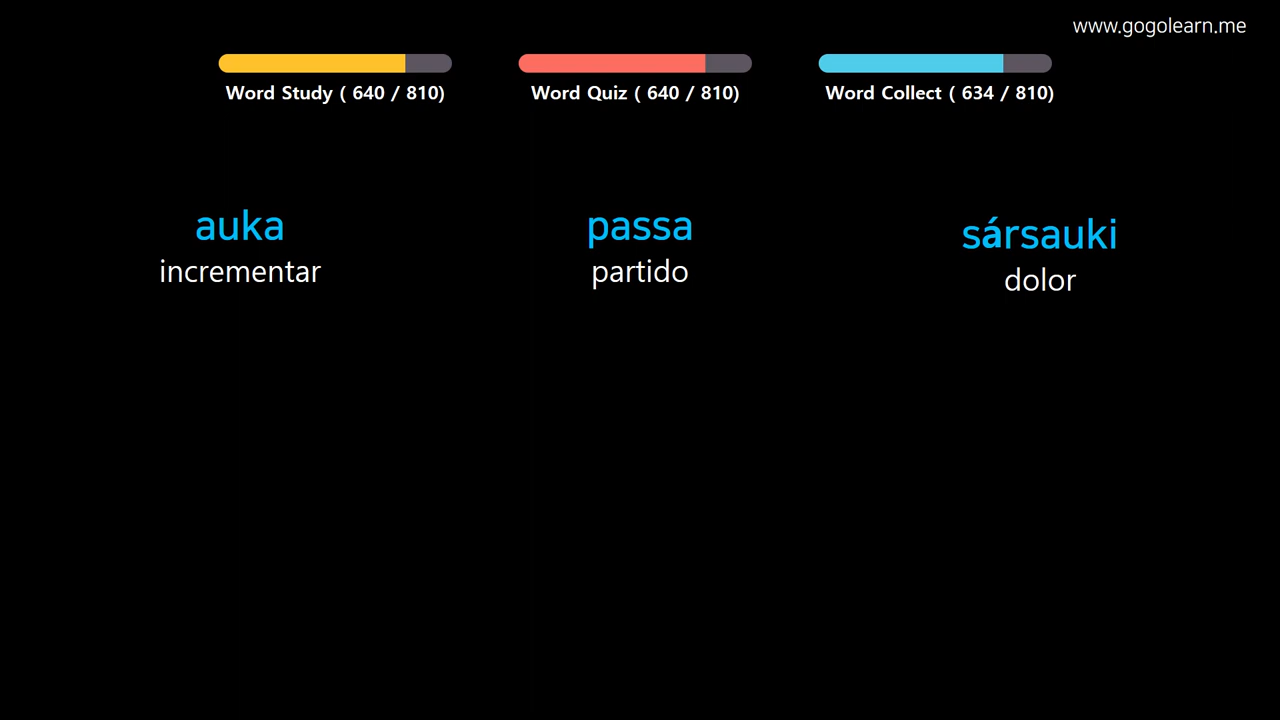 www.gogolearn.me
Word Study ( 640 / 810)
Word Quiz ( 640 / 810)
Word Collect ( 634 / 810)
auka
incrementar
passa
partido
sársauki
dolor